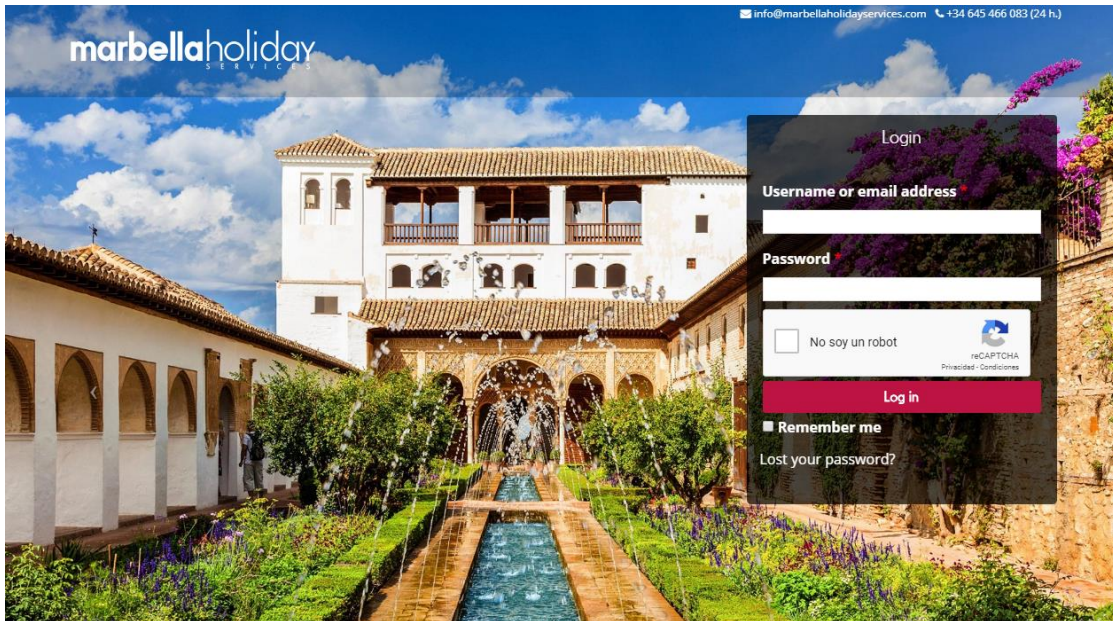 info@marbellaholidayservices.com +34 645 466 083 (24 h.)
marbellaholiday
SERVICES
Login
Username or email address *
Password *
No soy un robot
reCAPTCHA
Privacidad - Condiciones
Log in
Remember me
Lost your password?